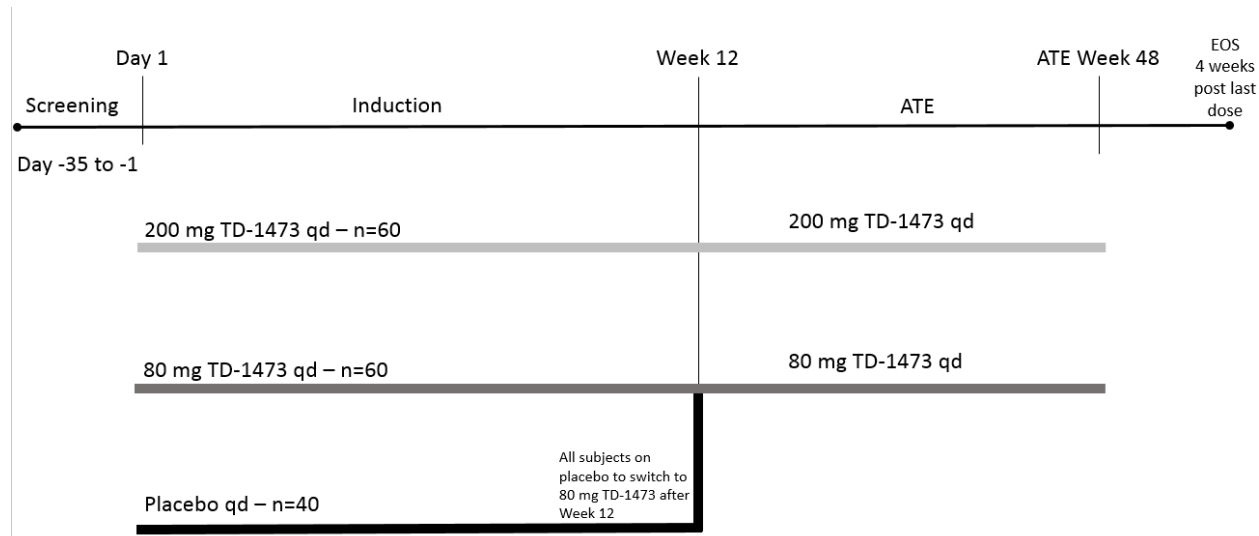 EOS
4 weeks
post last
dose
Day 1
Week 12
ATE Week 48
Screening
Induction
ATE
Day -35 to -1
200 mg TD-1473 qd – n=60
200 mg TD-1473 qd
80 mg TD-1473 qd – n=60
80 mg TD-1473 qd
All subjects on
placebo to switch to
80 mg TD-1473 after
Week 12
Placebo qd – n=40